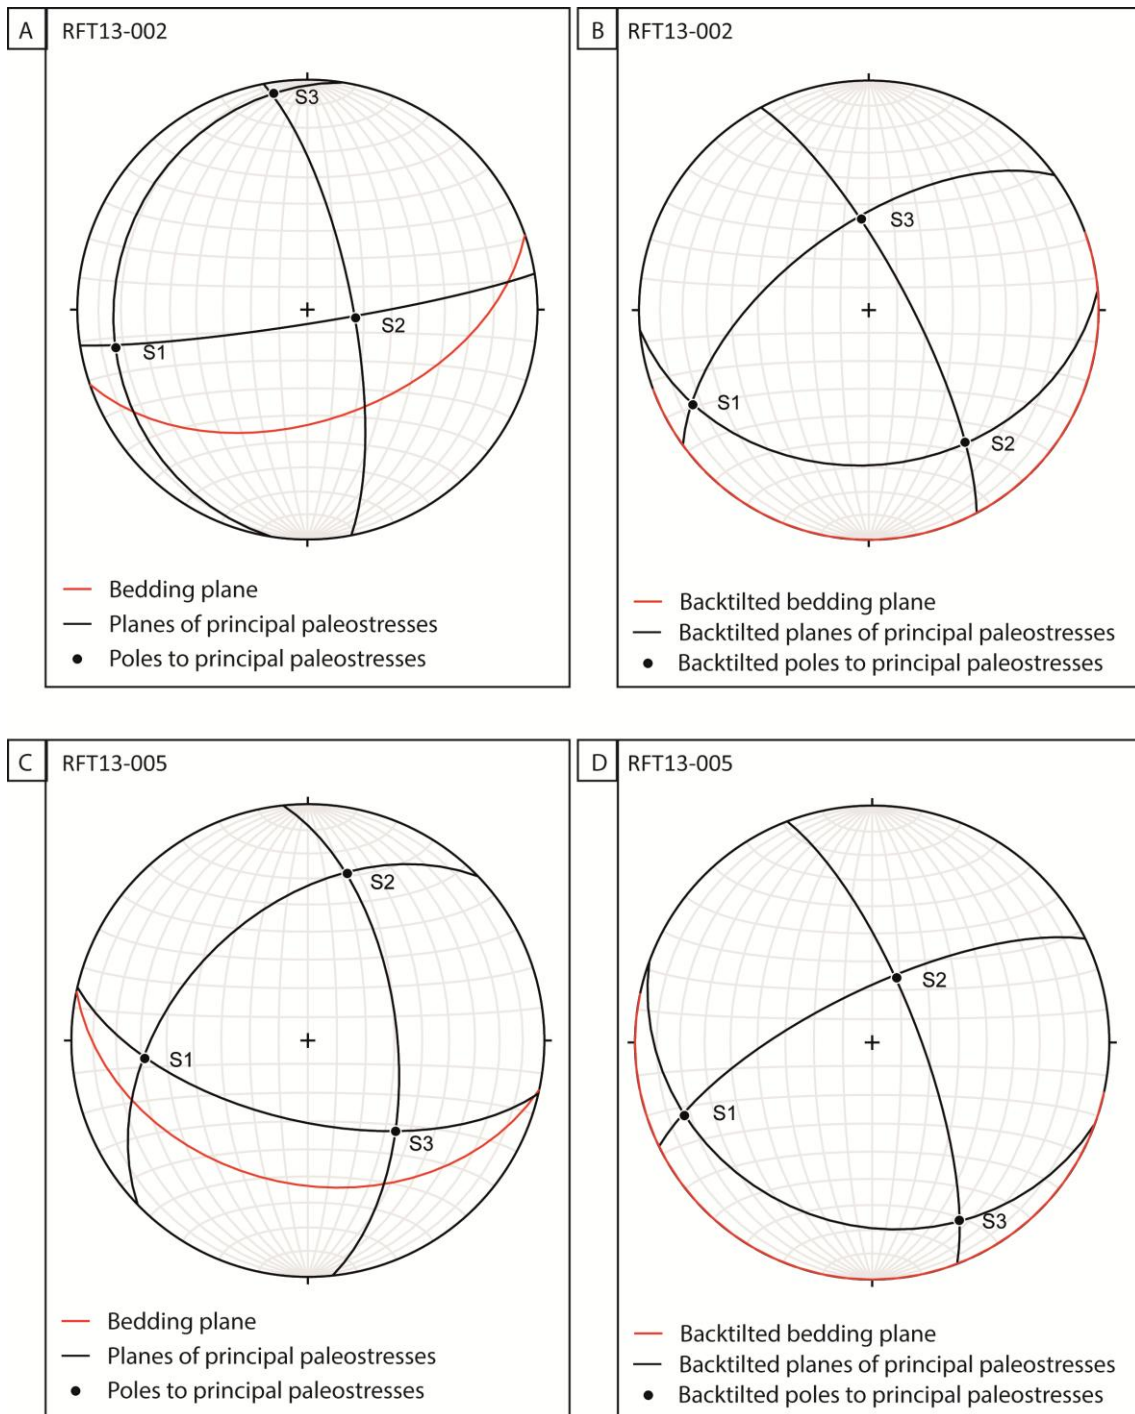 A
RFT13-002
S3
S2
S1
Bedding plane
Planes of principal paleostresses
Poles to principal paleostresses
B
RFT13-002
S3
S1
S2
Backtilted bedding plane
Backtilted planes of principal paleostresses
Backtilted poles to principal paleostresses
C
RFT13-005
S2
S1
S3
Bedding plane
Planes of principal paleostresses
Poles to principal paleostresses
D
RFT13-005
S2
S1
S3
Backtilted bedding plane
Backtilted planes of principal paleostresses
Backtilted poles to principal paleostresses